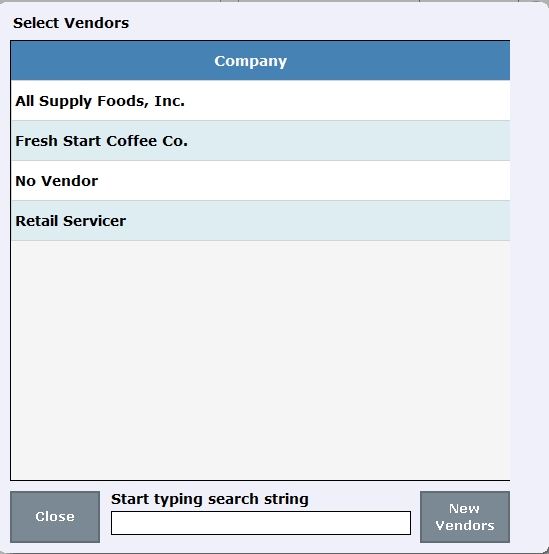 Select Vendors
Company
All Supply Foods, Inc.
Fresh Start Coffee Co.
No Vendor
Retail Servicer
Start typing search string
Close
New
Vendors